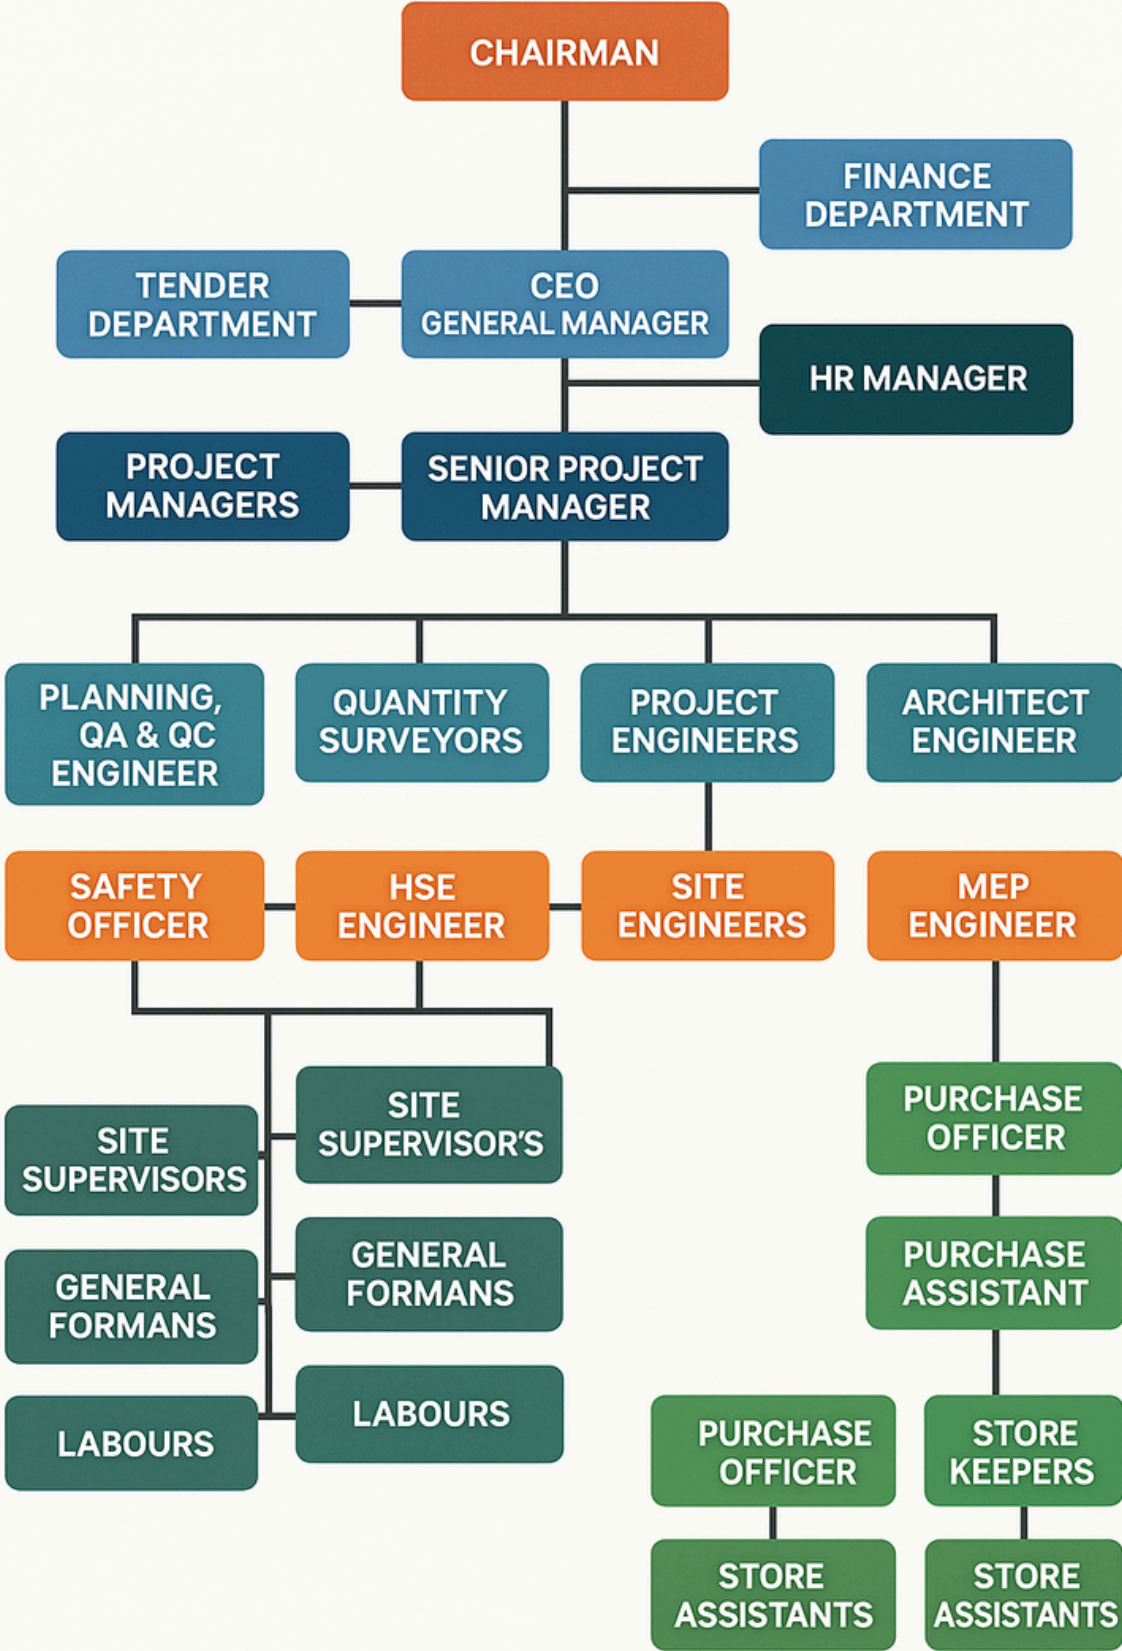 CHAIRMAN
FINANCE
DEPARTMENT
TENDER
DEPARTMENT
CEO
GENERAL MANAGER
HR MANAGER
PROJECT
MANAGERS
SENIOR PROJECT
MANAGER
PLANNING,
QA & QC
ENGINEER
QUANTITY
SURVEYORS
PROJECT
ENGINEERS
ARCHITECT
ENGINEER
SAFETY
OFFICER
HSE
ENGINEER
SITE
ENGINEERS
MEP
ENGINEER
SITE
SUPERVISORS
SITE
SUPERVISOR'S
PURCHASE
OFFICER
GENERAL
FORMANS
GENERAL
FORMANS
PURCHASE
ASSISTANT
LABOURS
LABOURS
PURCHASE
OFFICER
STORE
KEEPERS
STORE
ASSISTANTS
STORE
ASSISTANTS